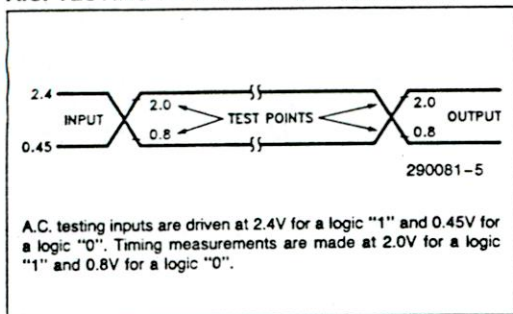 2.4
INPUT
0.45
2.0
0.8
TEST POINTS
2.0
0.8
OUTPUT
290081-5
A.C. testing inputs are driven at 2.4V for a logic "1" and 0.45V for
a logic "0". Timing measurements are made at 2.0V for a logic
"1" and 0.8V for a logic "0".